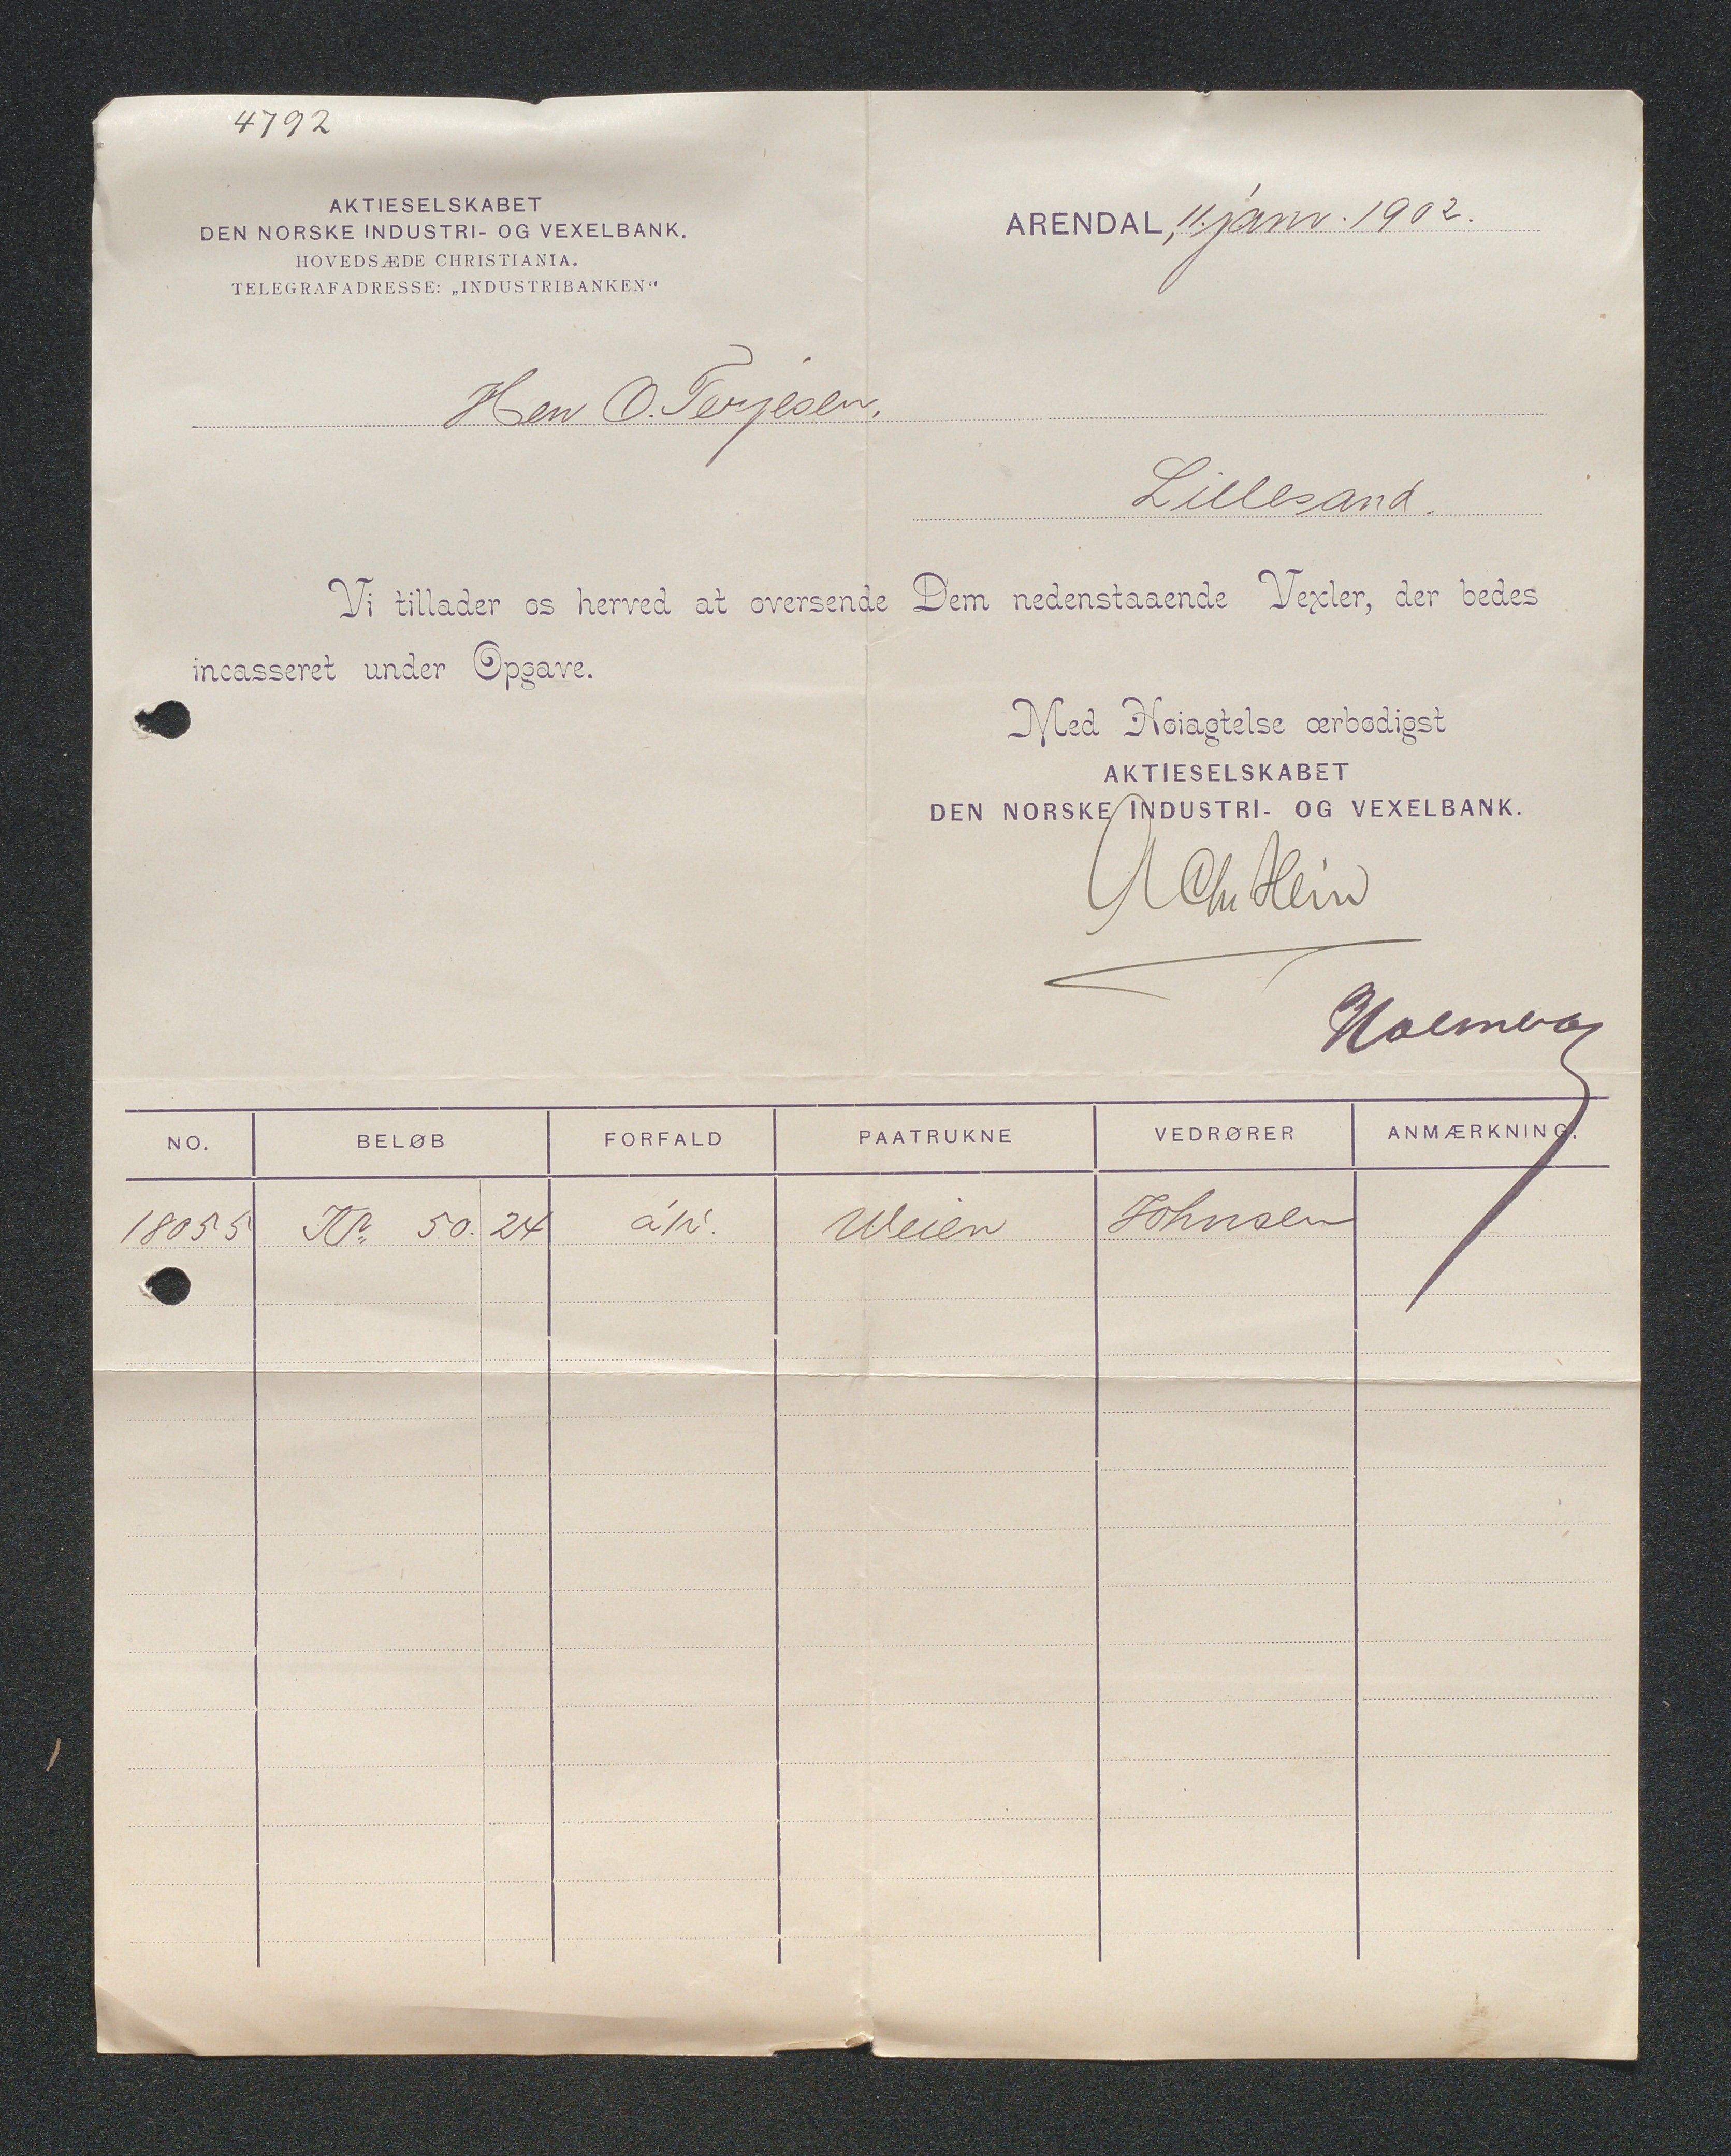 4792
AKTIESELSKABET
DEN NORSKE INDUSTRI- OG VEXELBANK.
HOVEDSÆDE CHRISTIANIA.
TELEGRAFADRESSE: „INDUSTRIBANKEN“
ARENDAL, 11. janr. 1902.
Herr O. Terjesen,
Lillesand.
Vi tillader os herved at oversende Dem nedenstaaende Vexler, der bedes
incasseret under Opgave.
Med Høiagtelse ærbødigst
AKTIESELSKABET
DEN NORSKE INDUSTRI- OG VEXELBANK.
Chr Hein
NO. BELØB FORFALD PAATRUKNE VEDRØRER ANMÆRKNING.
18055 Kr. 50. 24 Weien Johnsen